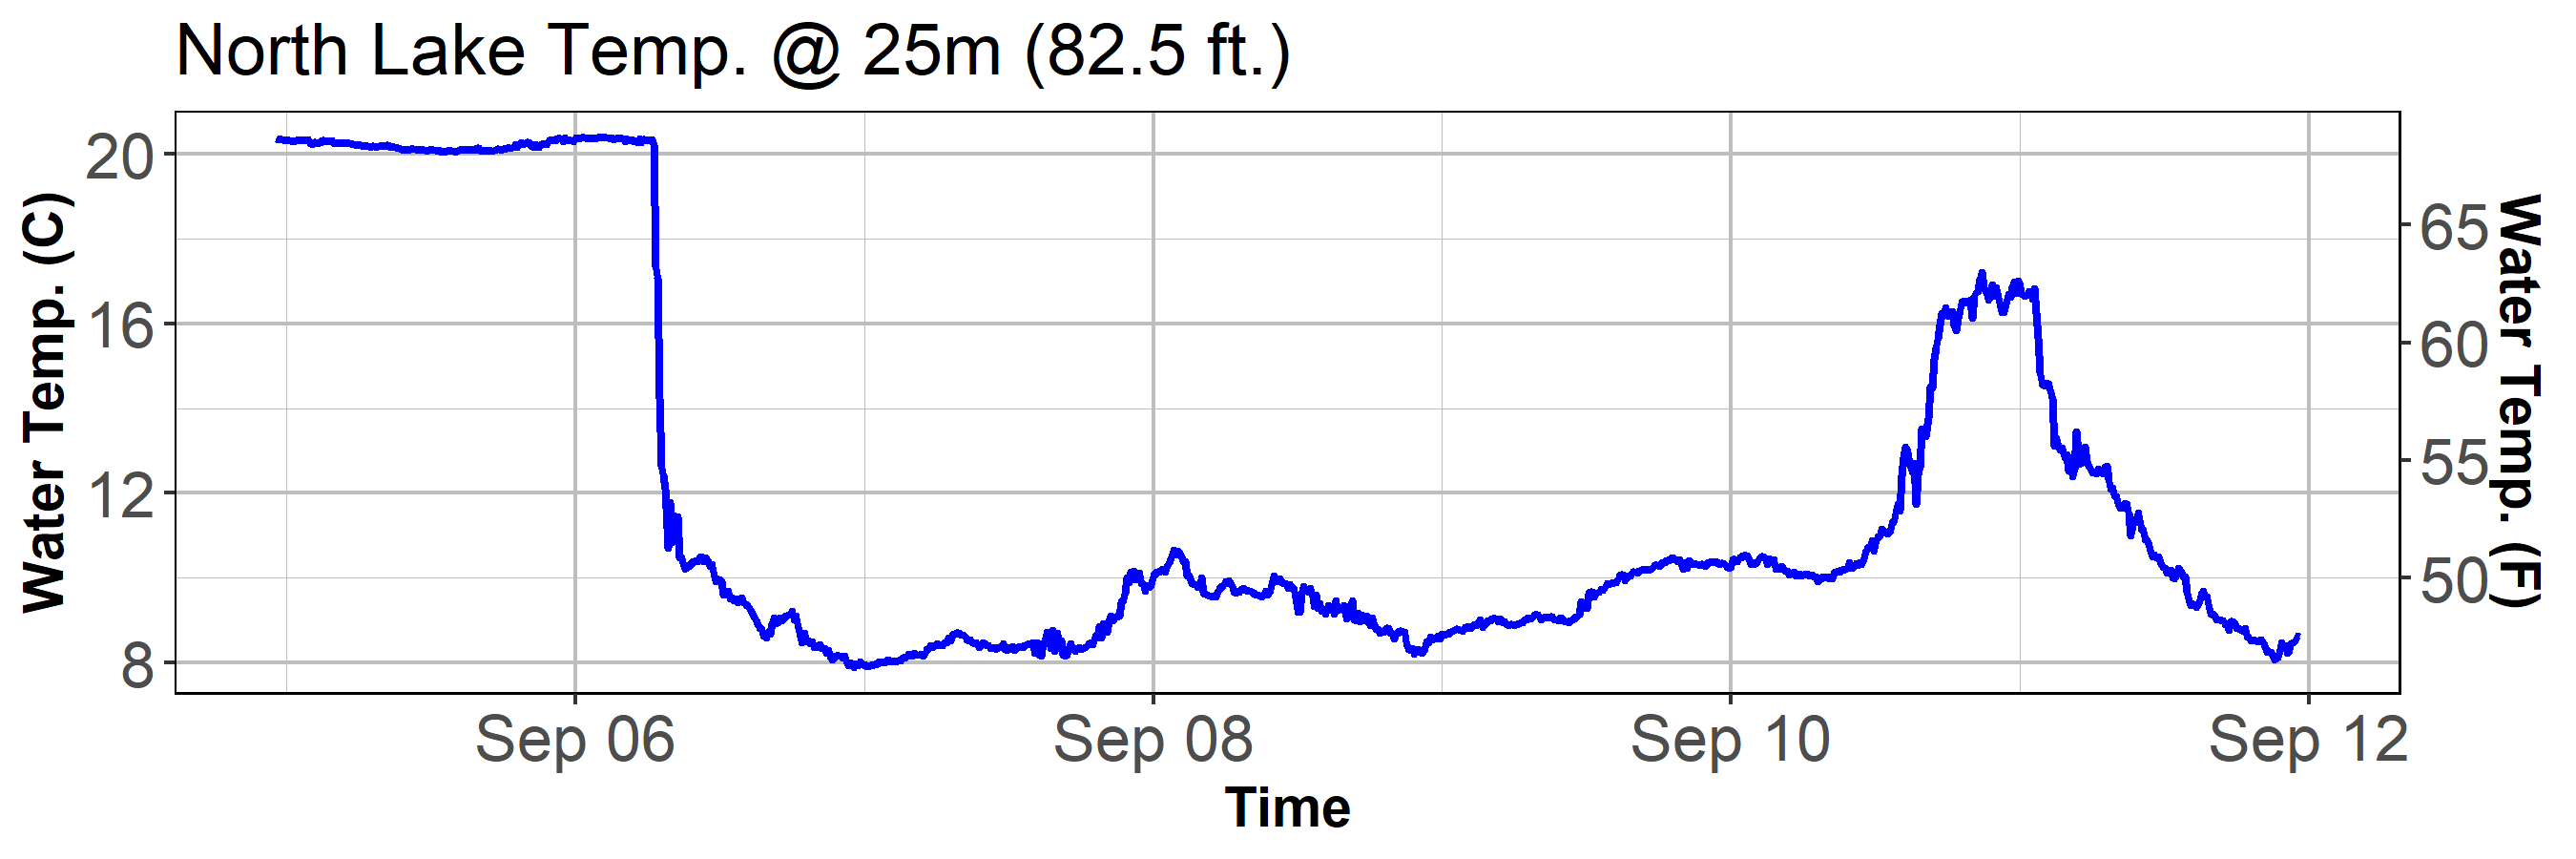 North Lake Temp. @ 25m (82.5 ft.)
Water Temp. (C)
20
16
12
8
65
60
55
50
Water Temp. (F)
Sep 06 Sep 08 Sep 10 Sep 12
Time